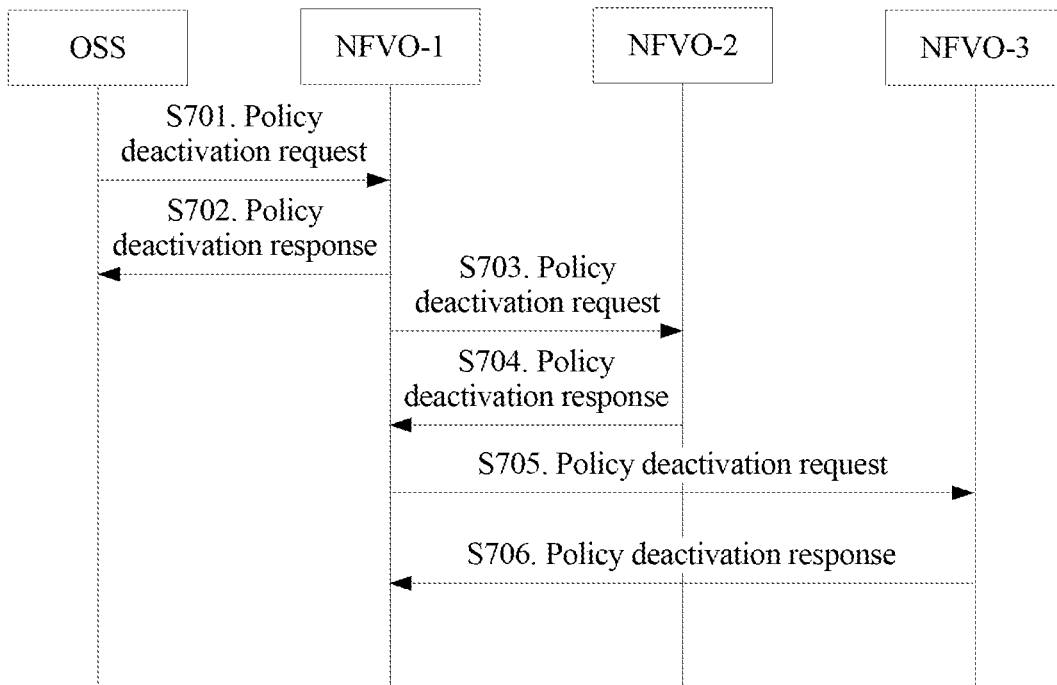 OSS
NFVO-1
NFVO-2
NFVO-3
S701. Policy
deactivation request
S702. Policy
deactivation response
S703. Policy
deactivation request
S704. Policy
deactivation response
S705. Policy deactivation request
S706. Policy deactivation response